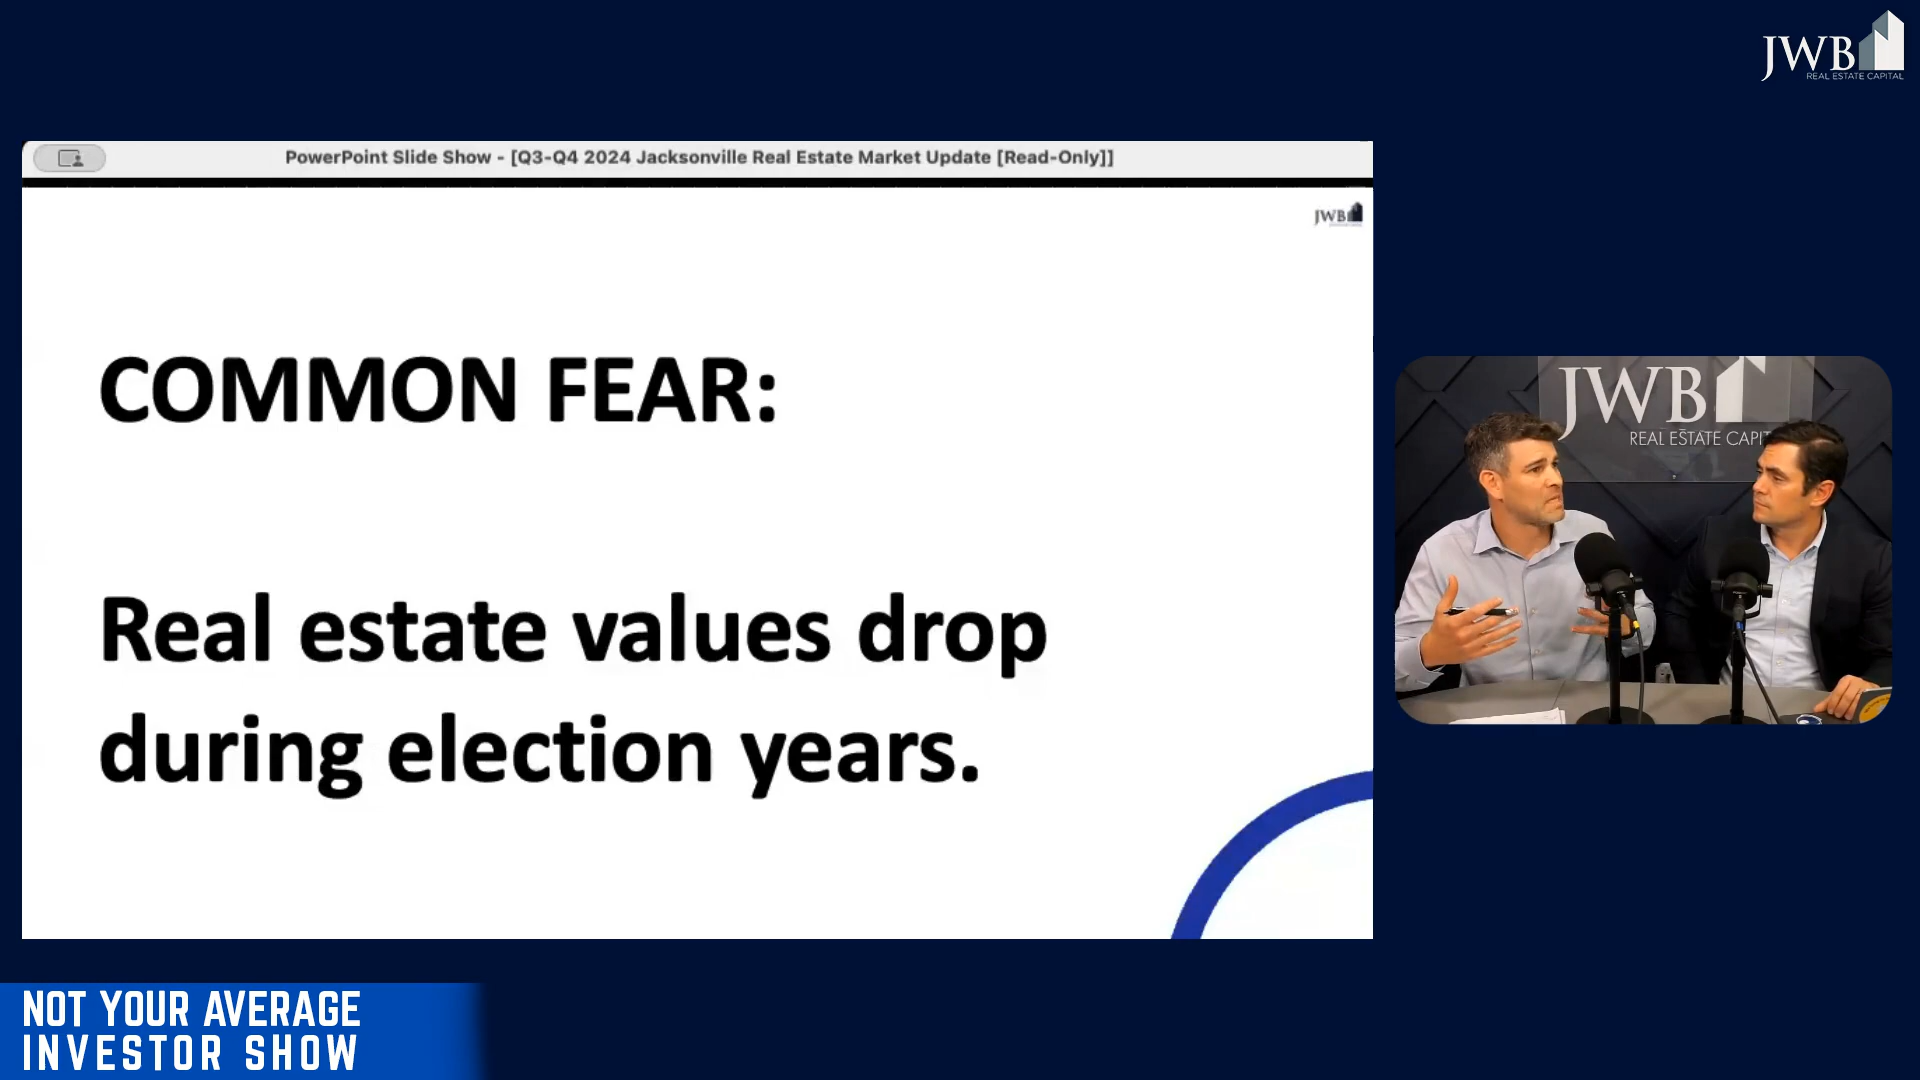 JWB
REAL ESTATE CAPITAL
PowerPoint Slide Show - [Q3-Q4 2024 Jacksonville Real Estate Market Update [Read-Only]]
JWB
COMMON FEAR:
Real estate values drop
during election years.
JWB
REAL ESTATE CAPIT
NOT YOUR AVERAGE
INVESTOR SHOW